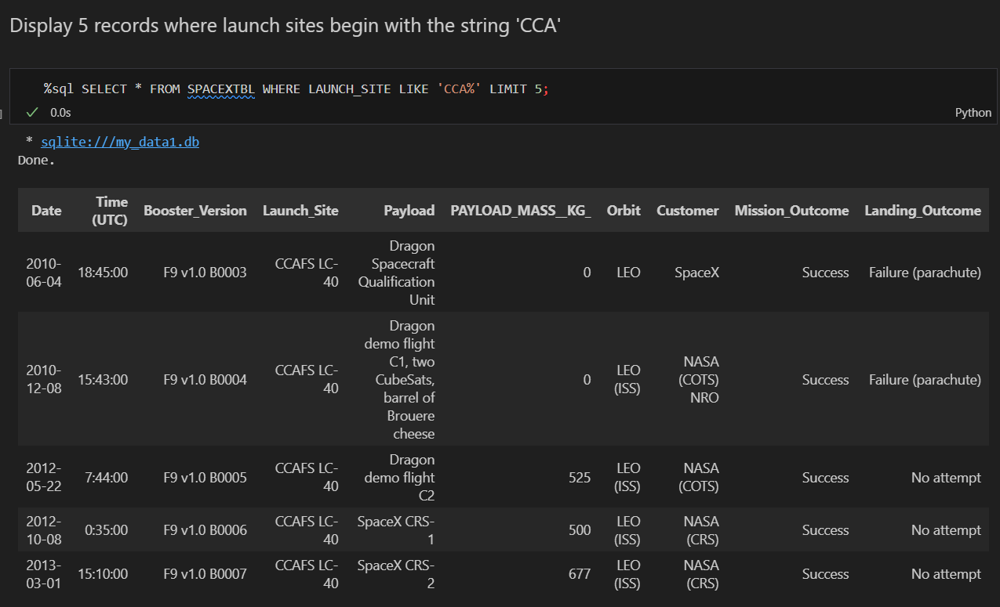 Display 5 records where launch sites begin with the string 'CCA'
%sql SELECT * FROM SPACEXTBL WHERE LAUNCH_SITE LIKE 'CCA%' LIMIT 5;
✓ 0.0s Python
]
* sqlite:///my_data1.db
Done.
Date Time (UTC) Booster_Version Launch_Site Payload PAYLOAD_MASS__KG_ Orbit Customer Mission_Outcome Landing_Outcome
2010-06-04 18:45:00 F9 v1.0 B0003 CCAFS LC-40 Dragon Spacecraft Qualification Unit 0 LEO SpaceX Success Failure (parachute)
2010-12-08 15:43:00 F9 v1.0 B0004 CCAFS LC-40 Dragon demo flight C1, two CubeSats, barrel of Brouere cheese 0 LEO (ISS) NASA (COTS) NRO Success Failure (parachute)
2012-05-22 7:44:00 F9 v1.0 B0005 CCAFS LC-40 Dragon demo flight C2 525 LEO (ISS) NASA (COTS) Success No attempt
2012-10-08 0:35:00 F9 v1.0 B0006 CCAFS LC-40 SpaceX CRS-1 500 LEO (ISS) NASA (CRS) Success No attempt
2013-03-01 15:10:00 F9 v1.0 B0007 CCAFS LC-40 SpaceX CRS-2 677 LEO (ISS) NASA (CRS) Success No attempt